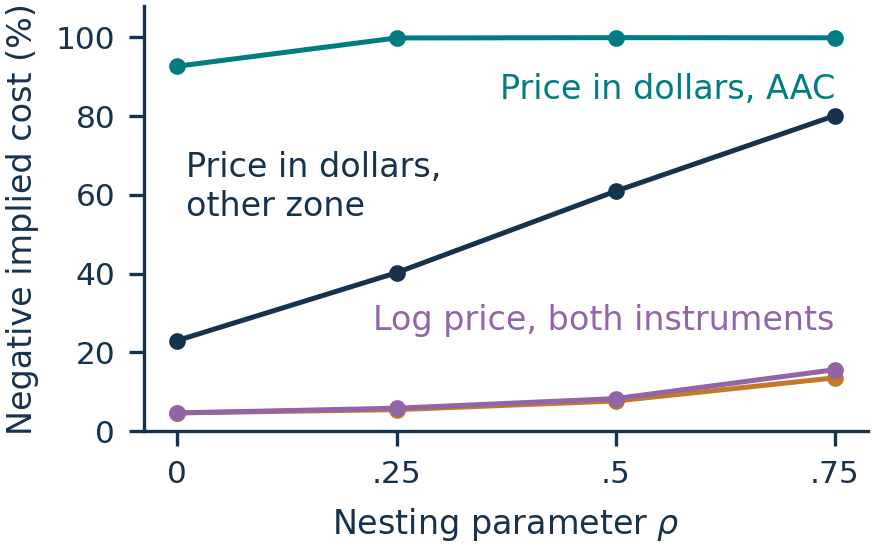 Negative implied cost (%)
100
80
60
40
20
0
Price in dollars, AAC
Price in dollars,
other zone
Log price, both instruments
0
.25
.5
.75
Nesting parameter ρ